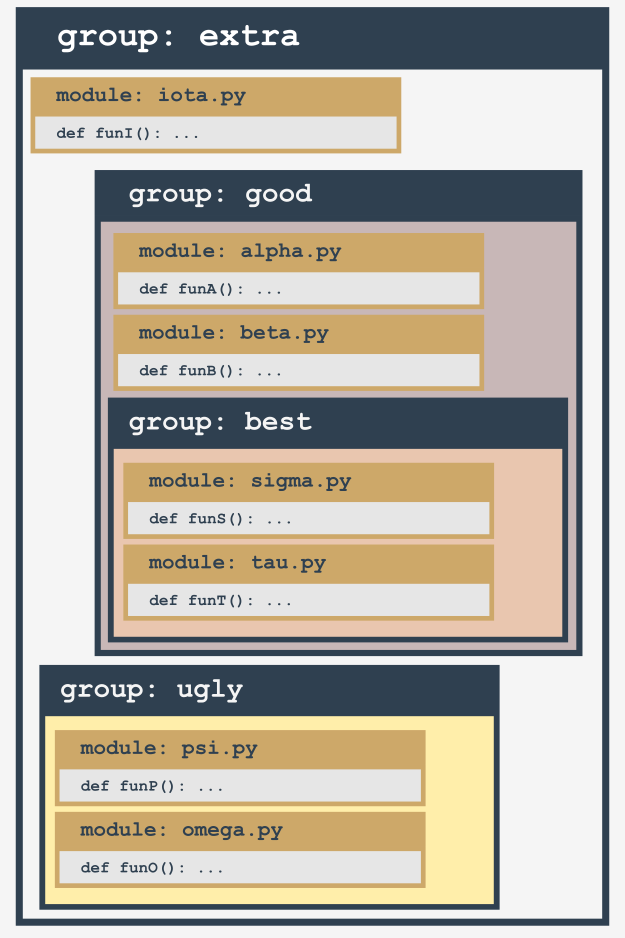 group: extra
module: iota.py
def funI(): ...
group: good
module: alpha.py
def funA(): ...
module: beta.py
def funB(): ...
group: best
module: sigma.py
def funS(): ...
module: tau.py
def funT(): ...
group: ugly
module: psi.py
def funP(): ...
module: omega.py
def funO(): ...